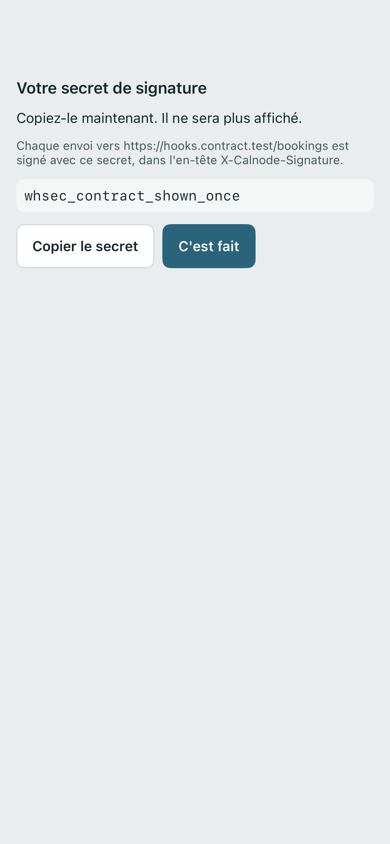 Votre secret de signature
Copiez-le maintenant. Il ne sera plus affiché.
Chaque envoi vers https://hooks.contract.test/bookings est
signé avec ce secret, dans l'en-tête X-Calnode-Signature.
whsec_contract_shown_once
Copier le secret
C'est fait